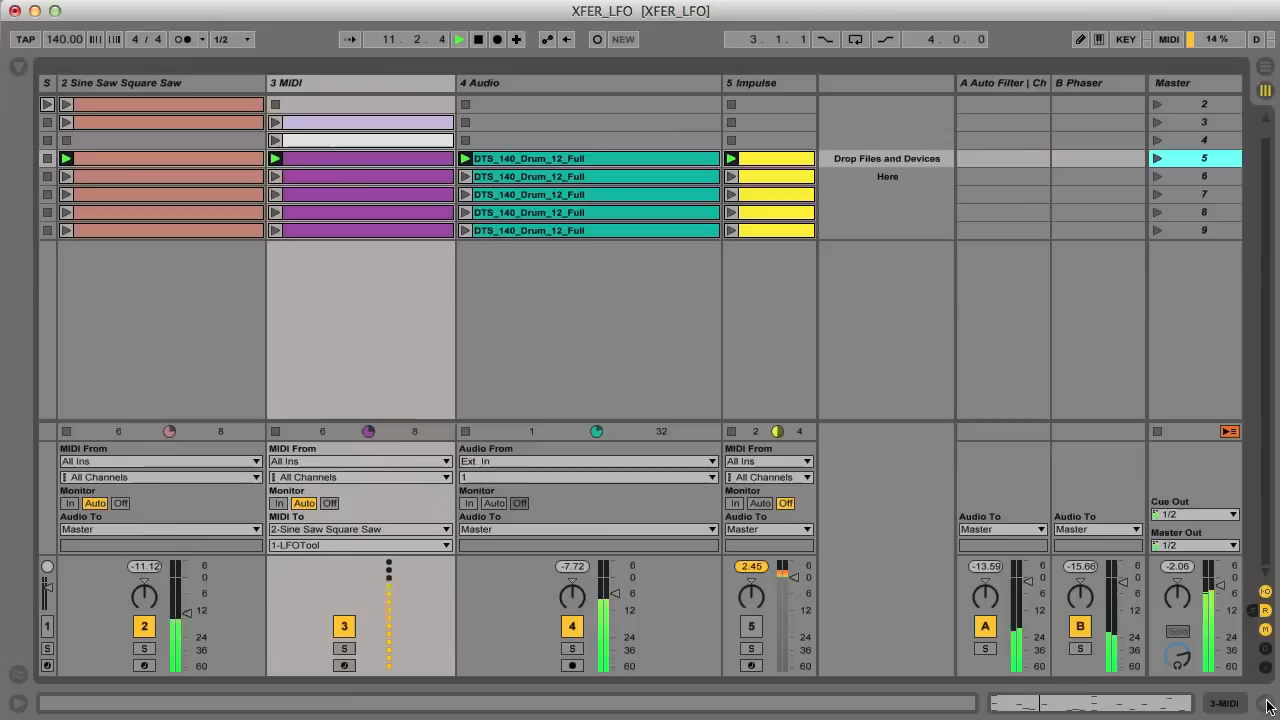 XFER_LFO [XFER_LFO]
TAP 140.00 4 / 4 1/2 11. 2. 4 NEW 3. 1. 1 4. 0. 0 KEY MIDI 14 % D
S 2 Sine Saw Square Saw 3 MIDI 4 Audio 5 Impulse A Auto Filter | Ch B Phaser Master
2
3
4
DTS_140_Drum_12_Full Drop Files and Devices 5
DTS_140_Drum_12_Full Here 6
DTS_140_Drum_12_Full 7
DTS_140_Drum_12_Full 8
DTS_140_Drum_12_Full 9
6 8 6 8 1 32 2 4
MIDI From MIDI From Audio From MIDI From
All Ins All Ins Ext. In All Ins
All Channels All Channels 1 All Channels
Monitor Monitor Monitor Monitor
In Auto Off In Auto Off In Auto Off In Auto Off Cue Out
1/2
Audio To MIDI To Audio To Audio To Audio To Audio To
Master 2-Sine Saw Square Saw Master Master Master Master Master Out
1-LFOTool 1/2
-11.12 6 -7.72 6 2.45 6 -13.59 6 -15.66 6 -2.06 6
0 0 0 0 0 0
6 6 6 6 6 6
12 12 12 12 12 12
1 2 3 4 5 A B Solo
24 24 24 24 24 24
S S S S S S S
36 36 36 36 36 36
60 60 60 60 60 60
3-MIDI